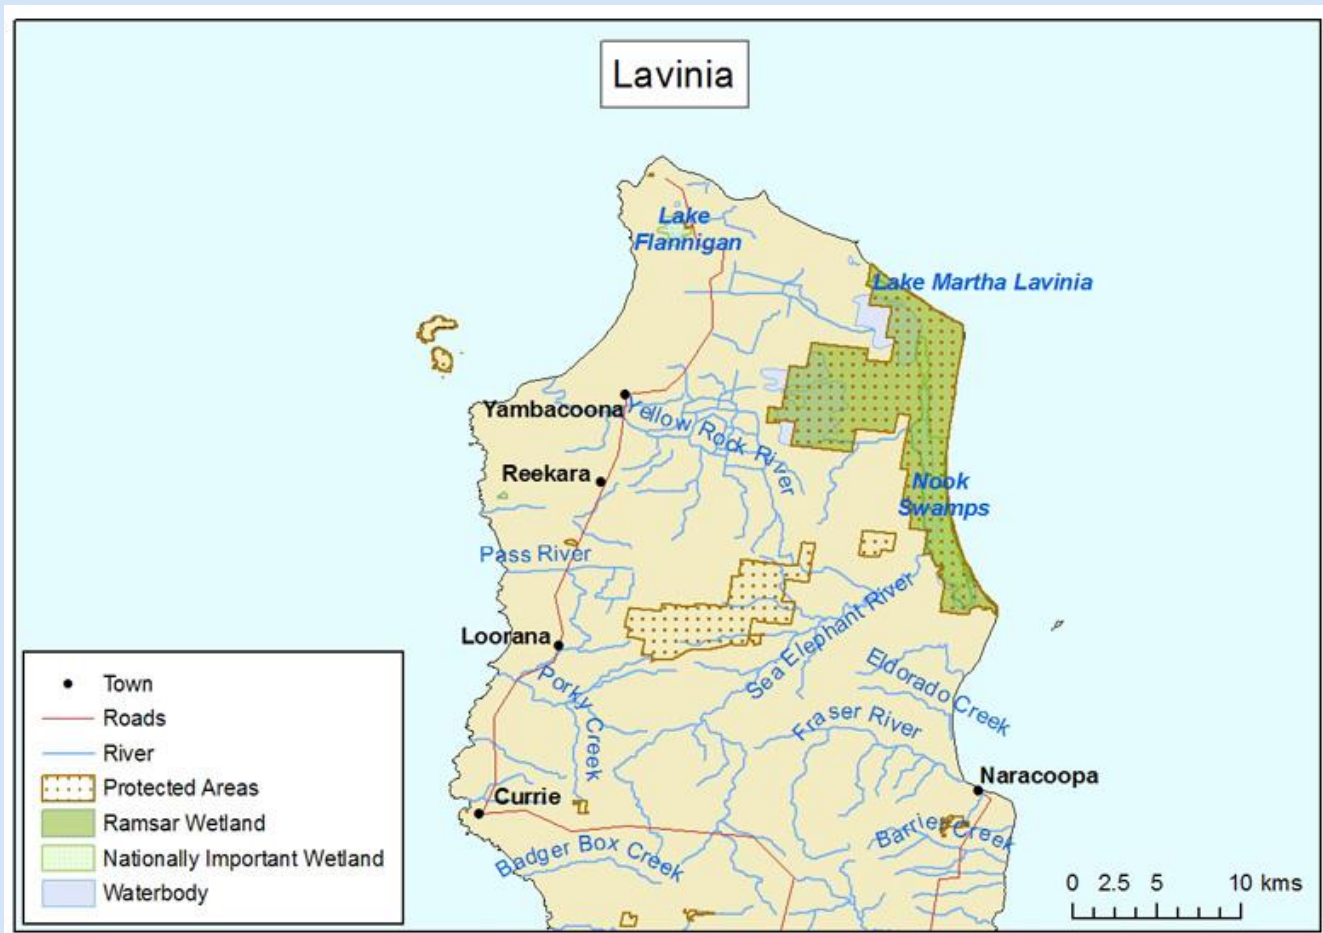 Lavinia
Lake
Flannigan
Lake Martha Lavinia
Yambacoona
Yellow Rock River
Reekara
Nook
Swamps
Pass River
Loorana
Sea Elephant River
Eldorado Creek
Porky Creek
Fraser River
Naracoopa
Currie
Barrier Creek
Badger Box Creek
Town
Roads
River
Protected Areas
Ramsar Wetland
Nationally Important Wetland
Waterbody
0 2.5 5 10 kms